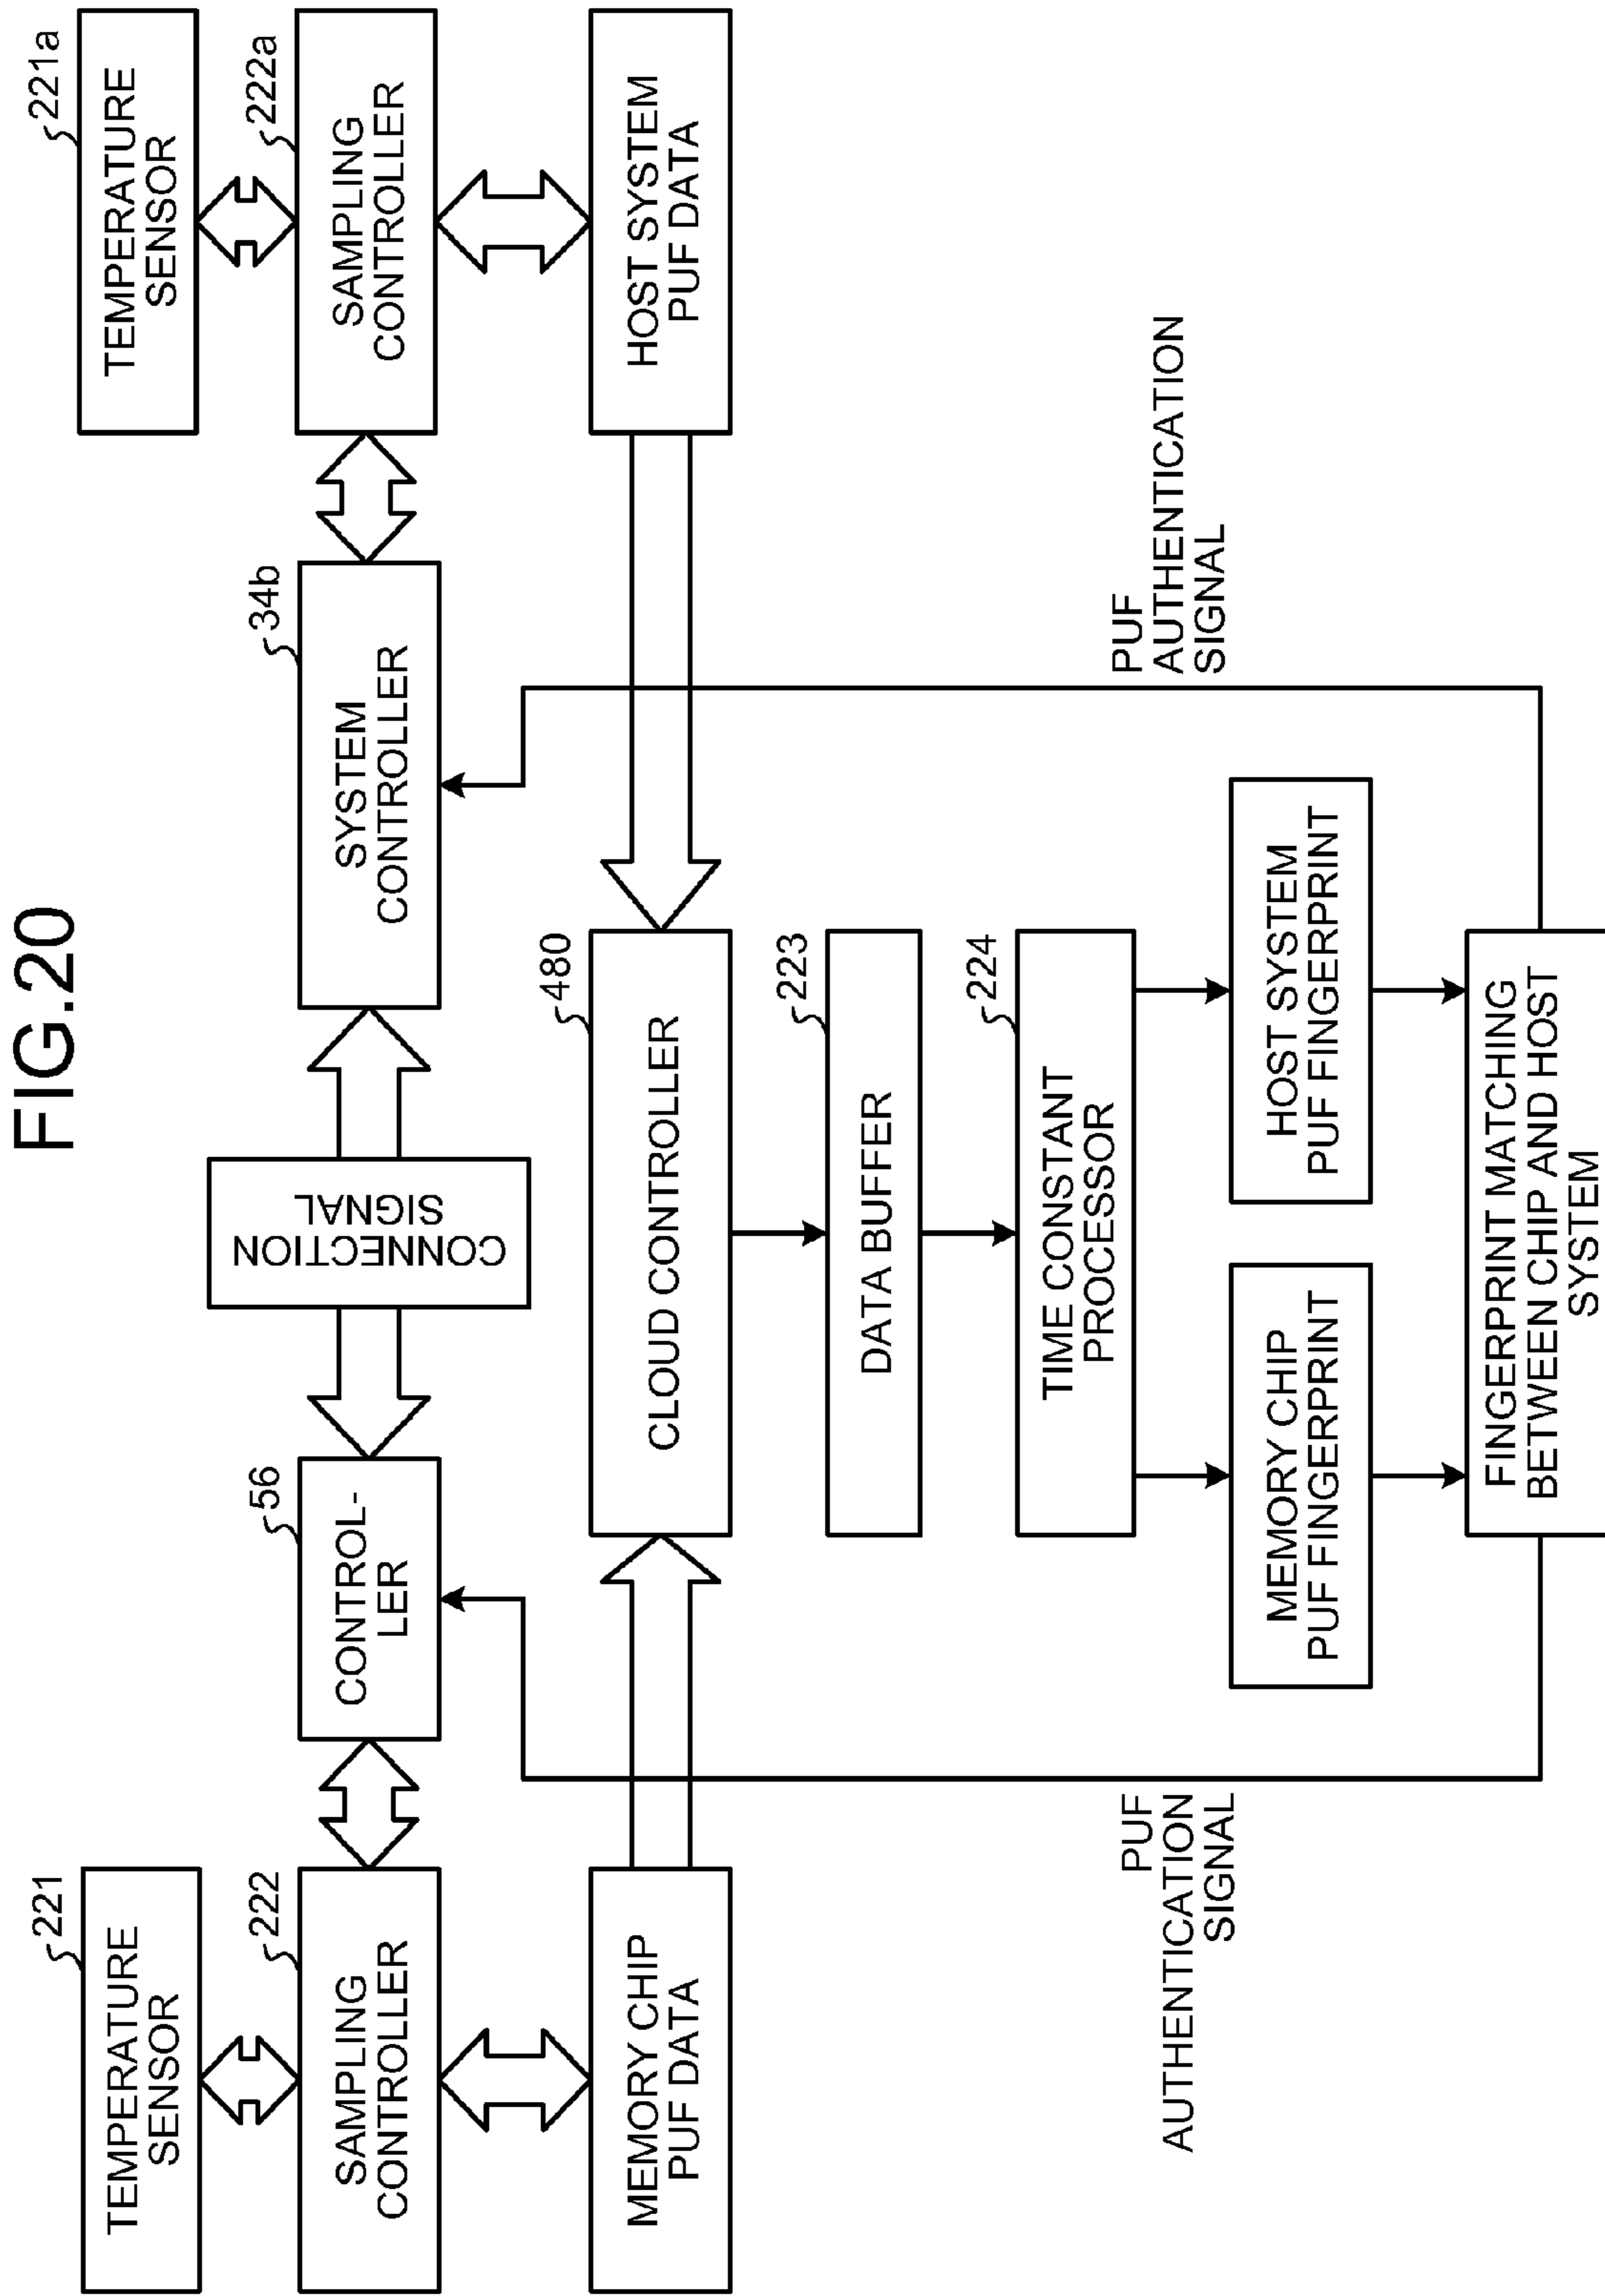 FIG.20
221
TEMPERATURE
SENSOR
221a
TEMPERATURE
SENSOR
222
SAMPLING
CONTROLLER
56
CONTROL-
LER
CONNECTION
SIGNAL
34b
SYSTEM
CONTROLLER
222a
SAMPLING
CONTROLLER
MEMORY CHIP
PUF DATA
480
CLOUD CONTROLLER
HOST SYSTEM
PUF DATA
223
DATA BUFFER
224
TIME CONSTANT
PROCESSOR
PUF
AUTHENTICATION
SIGNAL
PUF
AUTHENTICATION
SIGNAL
MEMORY CHIP
PUF FINGERPRINT
HOST SYSTEM
PUF FINGERPRINT
FINGERPRINT MATCHING
BETWEEN CHIP AND HOST
SYSTEM